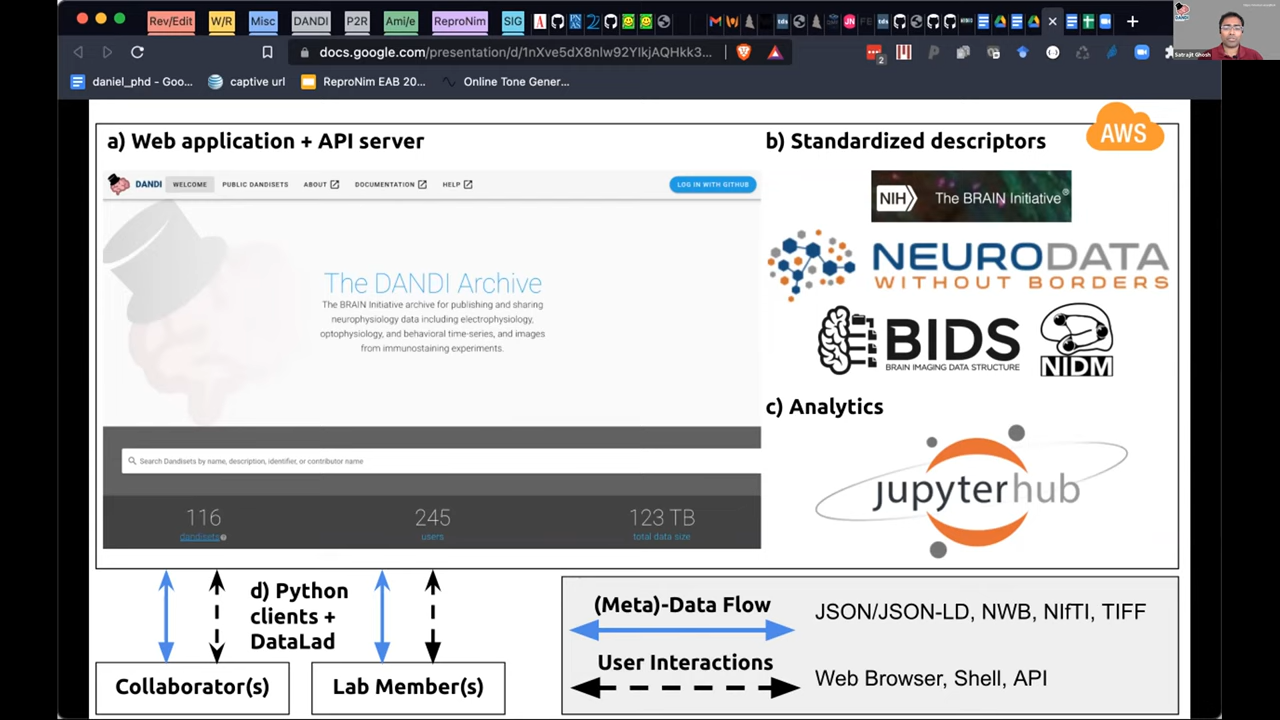 Rev/Edit W/R Misc DANDI P2R Ami/e ReproNim SIG
docs.google.com/presentation/d/1nXve5dX8nlw92YIkjAQHkk3...
2
daniel_phd - Goo... captive url ReproNim EAB 20... Online Tone Gener...
Satrajit Ghosh
a) Web application + API server
DANDI WELCOME PUBLIC DANDISETS ABOUT DOCUMENTATION HELP LOG IN WITH GITHUB
The DANDI Archive
The BRAIN Initiative archive for publishing and sharing
neurophysiology data including electrophysiology,
optophysiology, and behavioral time-series, and images
from immunostaining experiments.
Search Dandisets by name, description, identifier, or contributor name
116 245 123 TB
dandisets users total data size
b) Standardized descriptors
AWS
NIH The BRAIN Initiative®
NEURODATA
WITHOUT BORDERS
BIDS
BRAIN IMAGING DATA STRUCTURE
NIDM
c) Analytics
jupyterhub
d) Python
clients +
DataLad
Collaborator(s)
Lab Member(s)
(Meta)-Data Flow
JSON/JSON-LD, NWB, NIfTI, TIFF
User Interactions
Web Browser, Shell, API